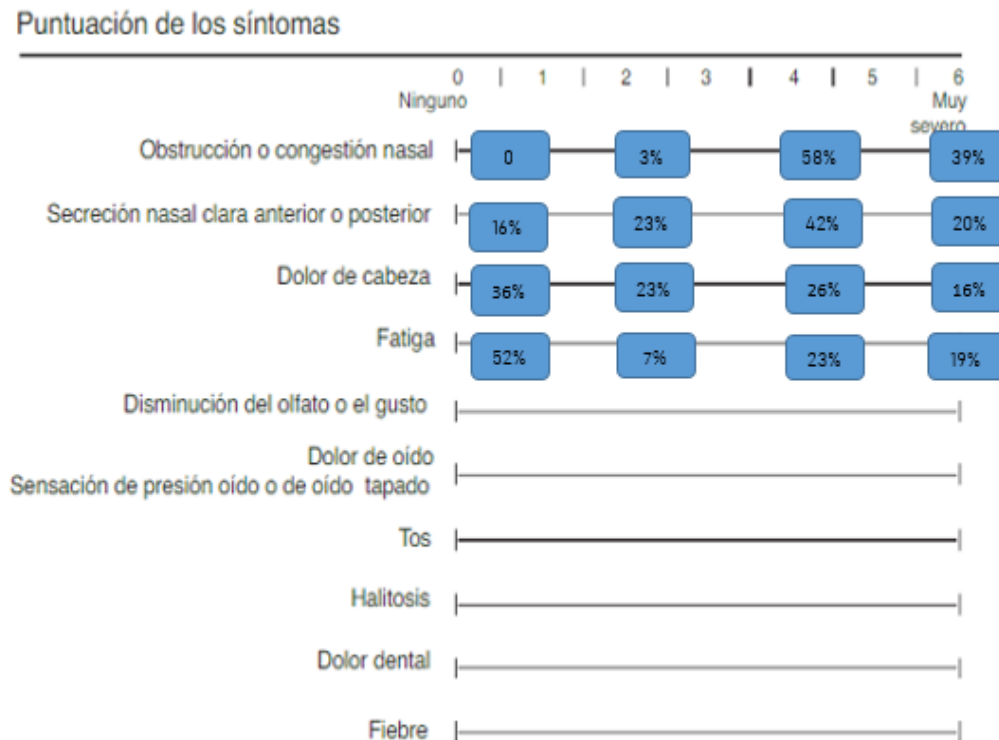 Puntuación de los síntomas
0 | 1 | 2 | 3 | 4 | 5 | 6
Ninguno Muy severo
Obstrucción o congestión nasal 0 3% 58% 39%
Secreción nasal clara anterior o posterior 16% 23% 42% 20%
Dolor de cabeza 36% 23% 26% 16%
Fatiga 52% 7% 23% 19%
Disminución del olfato o el gusto
Dolor de oído
Sensación de presión oído o de oído tapado
Tos
Halitosis
Dolor dental
Fiebre